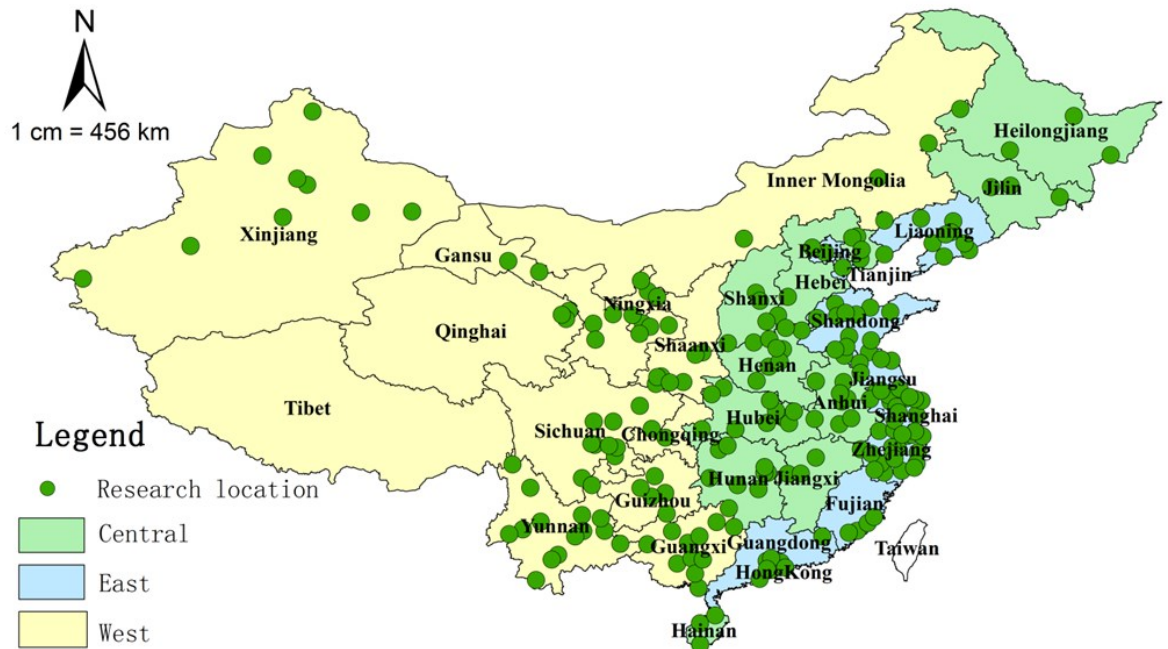 N
1 cm = 456 km
Heilongjiang
Inner Mongolia
Jilin
Xinjiang
Liaoning
Gansu
Beijing
Tianjin
Hebei
Ningxia
Shanxi
Qinghai
Shandong
Shaanxi
Henan
Jiangsu
Tibet
Anhui
Hubei
Shanghai
Sichuan
Chongqing
Zhejiang
Hunan
Jiangxi
Guizhou
Fujian
Yunnan
Guangxi
Guangdong
Taiwan
HongKong
Hainan
Legend
Research location
Central
East
West